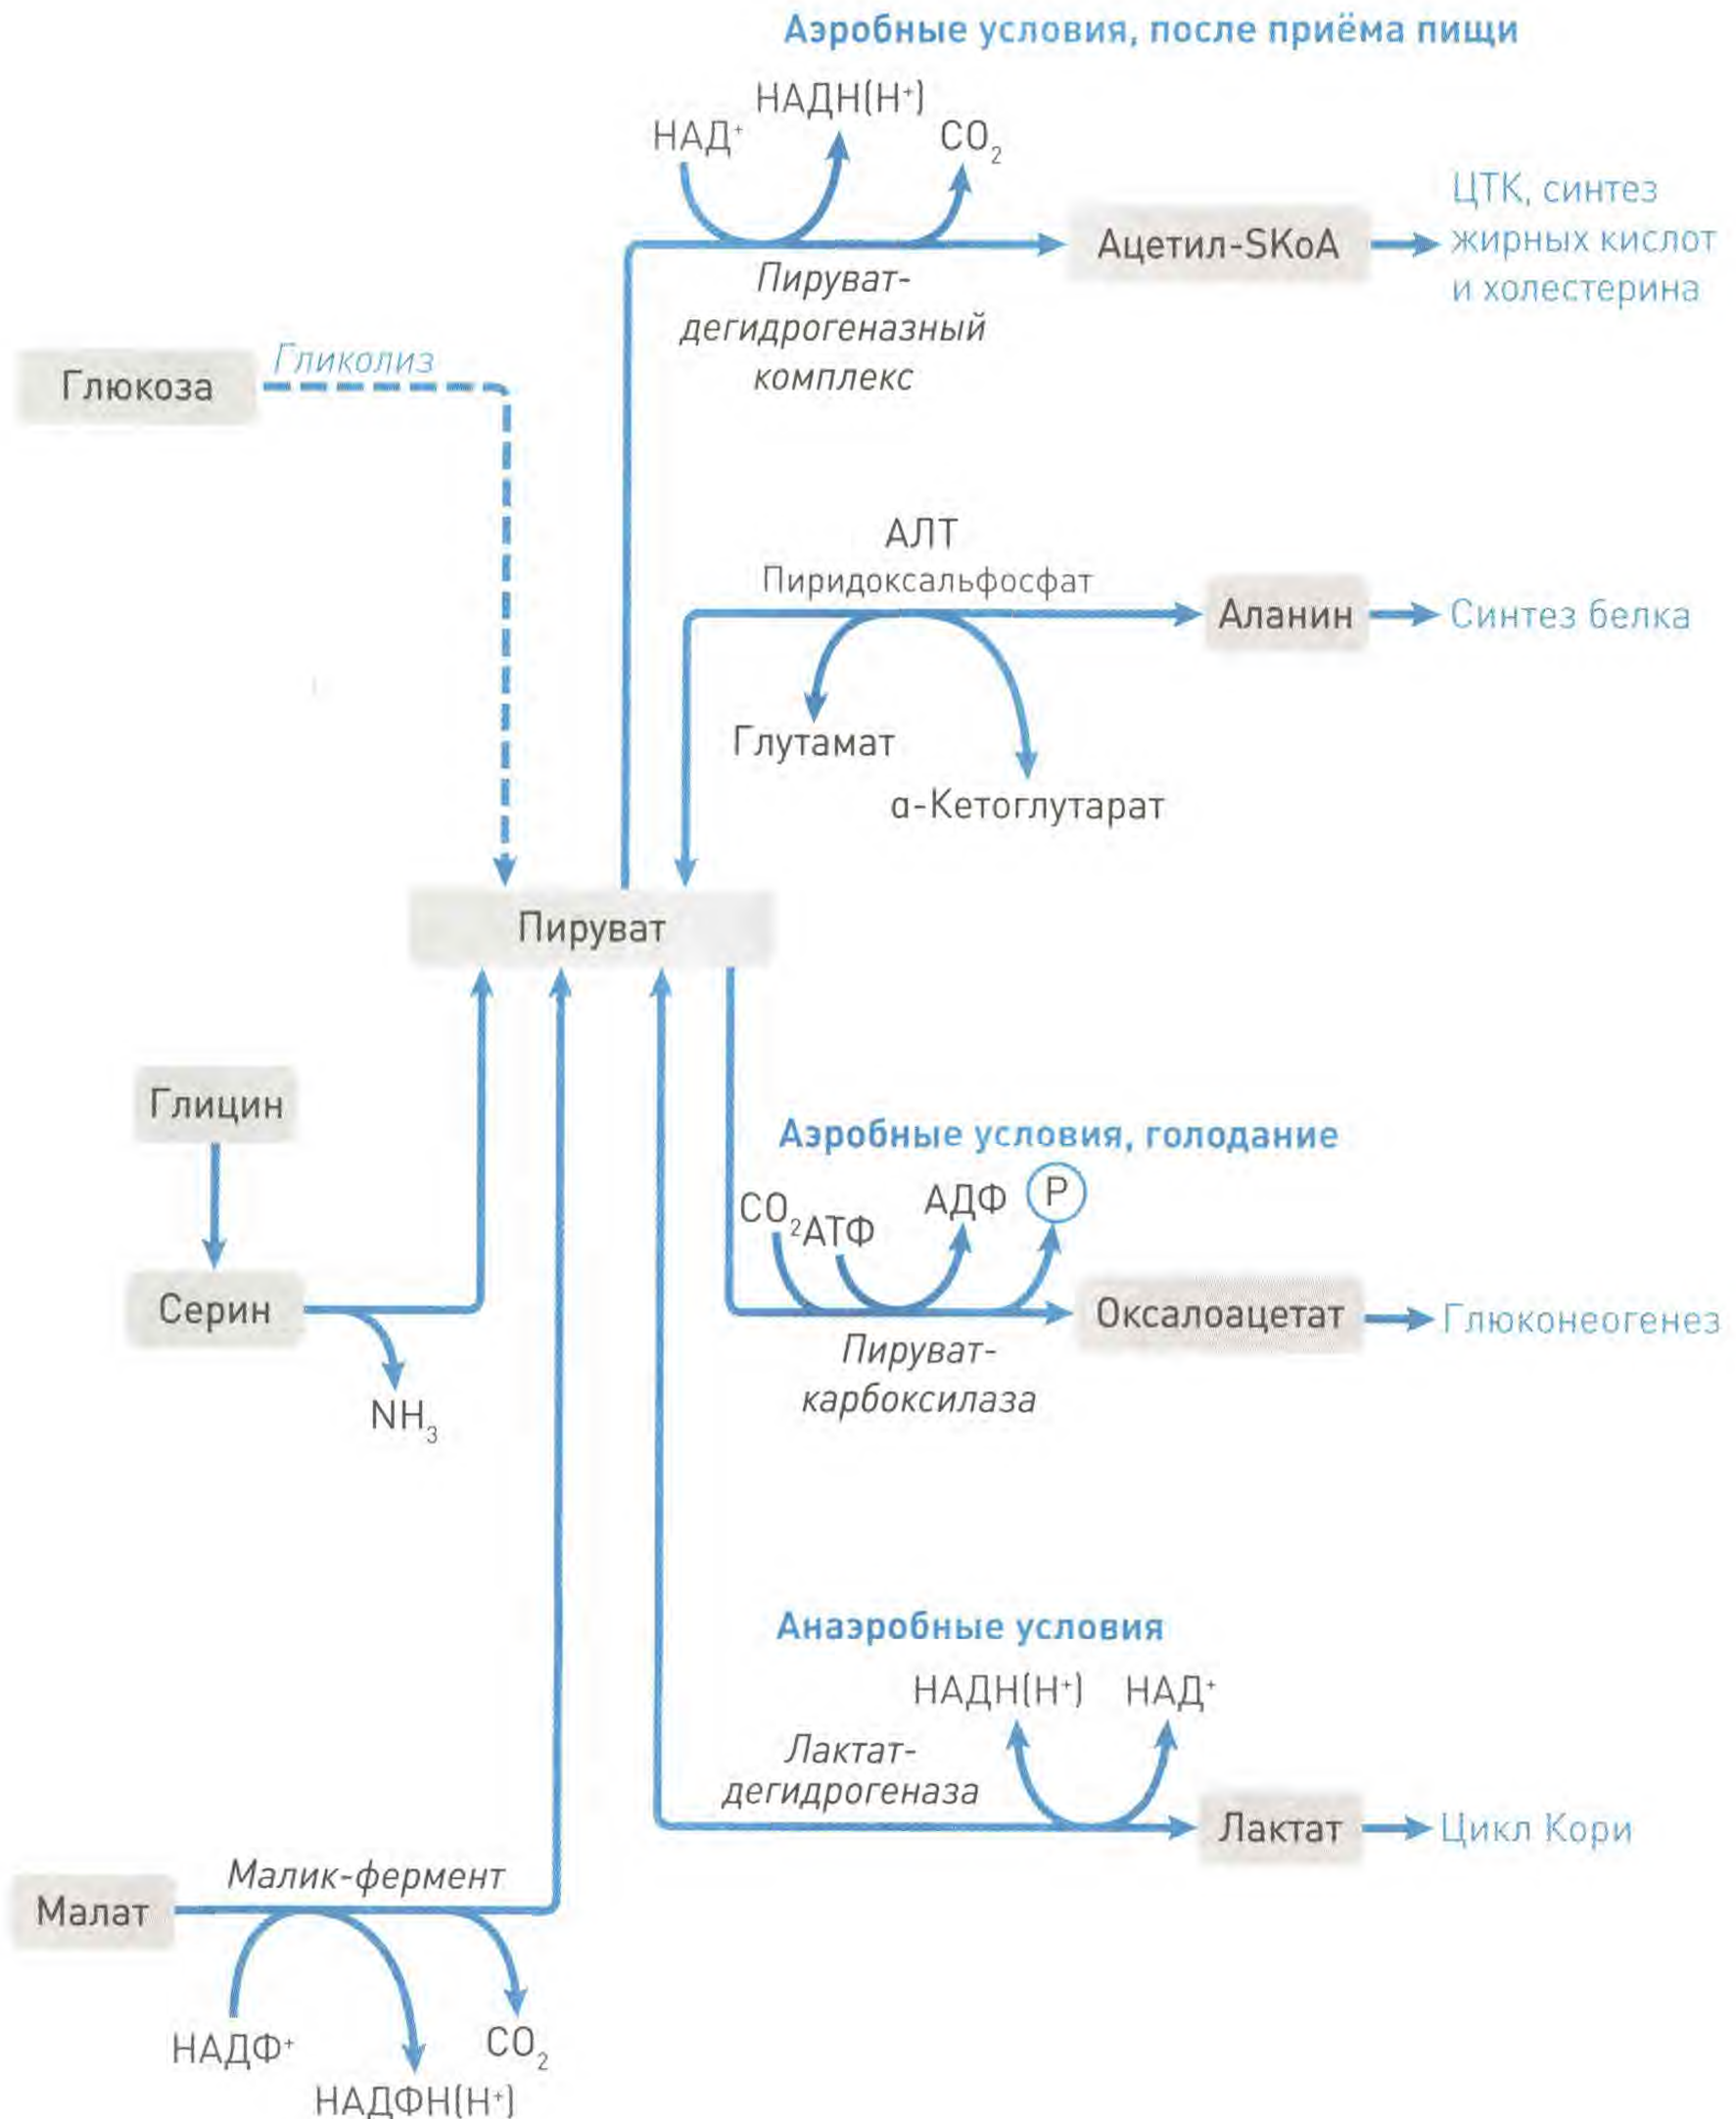 Аэробные условия, после приёма пищи
НАДН(Н⁺)
НАД⁺
CO₂
ЦТК, синтез
жирных кислот
и холестерина
Ацетил-SКоА
Пируват-
дегидрогеназный
комплекс
Глюкоза
Гликолиз
АЛТ
Пиридоксальфосфат
Аланин
Синтез белка
Глутамат
α-Кетоглутарат
Пируват
Глицин
Серин
NH₃
Аэробные условия, голодание
CO₂
АТФ
АДФ
P
Оксалоацетат
Глюконеогенез
Пируват-
карбоксилаза
Анаэробные условия
НАДН(Н⁺)
НАД⁺
Лактат-
дегидрогеназа
Лактат
Цикл Кори
Малик-фермент
Малат
НАДФ⁺
CO₂
НАДФН(Н⁺)